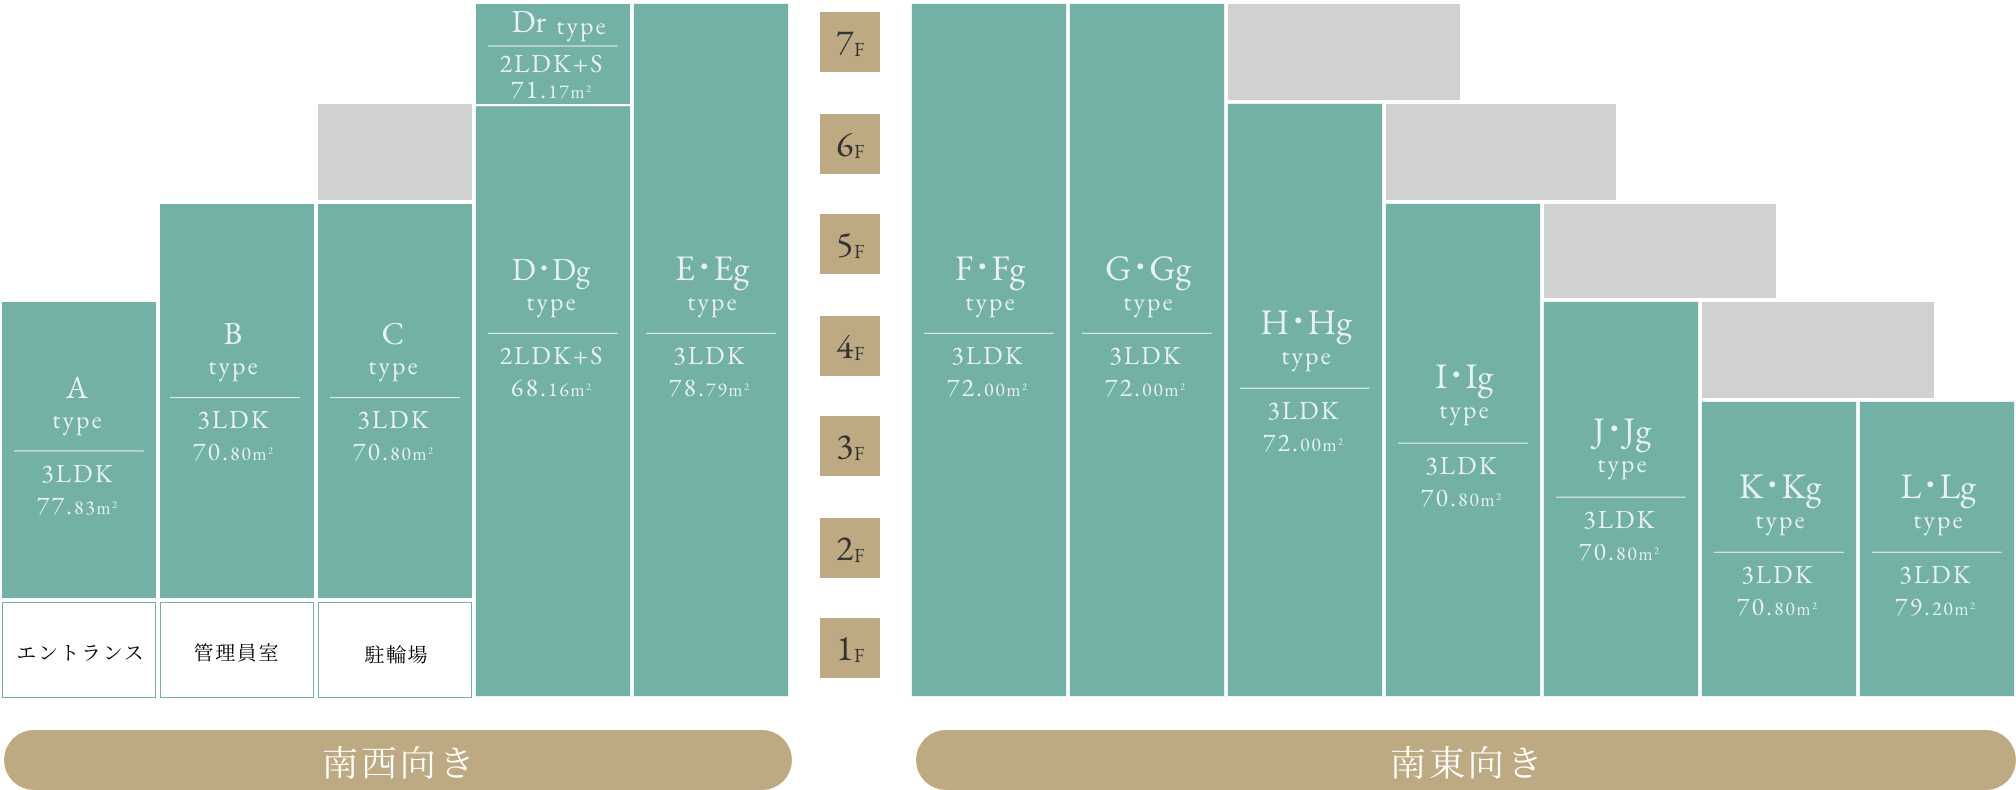 Dr type
2LDK+S
71.17m²
7F
6F
5F
4F
3F
2F
1F
A
type
3LDK
77.83m²
エントランス
B
type
3LDK
70.80m²
管理員室
C
type
3LDK
70.80m²
駐輪場
D・Dg
type
2LDK+S
68.16m²
E・Eg
type
3LDK
78.79m²
F・Fg
type
3LDK
72.00m²
G・Gg
type
3LDK
72.00m²
H・Hg
type
3LDK
72.00m²
I・Ig
type
3LDK
70.80m²
J・Jg
type
3LDK
70.80m²
K・Kg
type
3LDK
70.80m²
L・Lg
type
3LDK
79.20m²
南西向き
南東向き